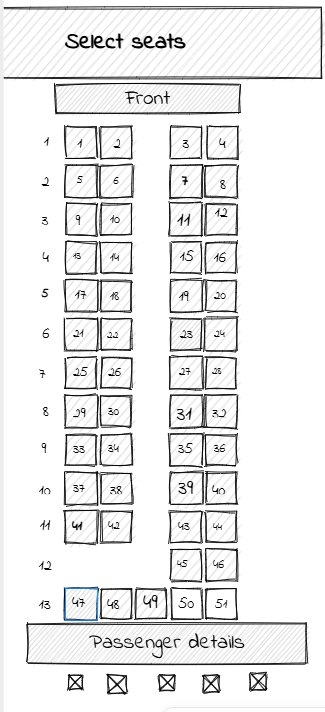 Select seats
Front
1 1 2 3 4
2 5 6 7 8
3 9 10 11 12
4 13 14 15 16
5 17 18 19 20
6 21 22 23 24
7 25 26 27 28
8 29 30 31 32
9 33 34 35 36
10 37 38 39 40
11 41 42 43 44
12 45 46
13 47 48 49 50 51
Passenger details